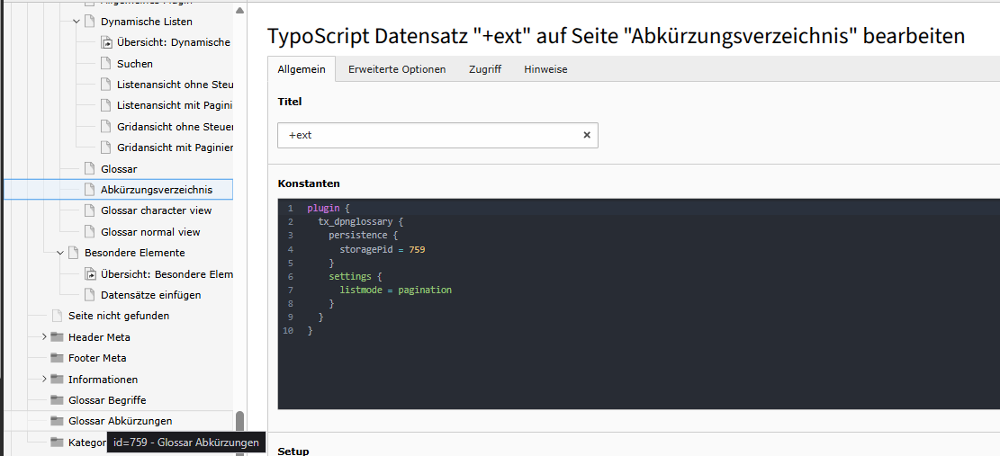 Dynamische Listen
Übersicht: Dynamische
Suchen
Listenansicht ohne Steu
Listenansicht mit Pagini
Gridansicht ohne Steuer
Gridansicht mit Paginier
Glossar
Abkürzungsverzeichnis
Glossar character view
Glossar normal view
Besondere Elemente
Übersicht: Besondere Elem
Datensätze einfügen
Seite nicht gefunden
Header Meta
Footer Meta
Informationen
Glossar Begriffe
Glossar Abkürzungen
Kategor
id=759 - Glossar Abkürzungen
TypoScript Datensatz "+ext" auf Seite "Abkürzungsverzeichnis" bearbeiten
Allgemein Erweiterte Optionen Zugriff Hinweise
Titel
+ext ×
Konstanten
1 plugin {
2 tx_dpnglossary {
3 persistence {
4 storagePid = 759
5 }
6 settings {
7 listmode = pagination
8 }
9 }
10 }
Setup